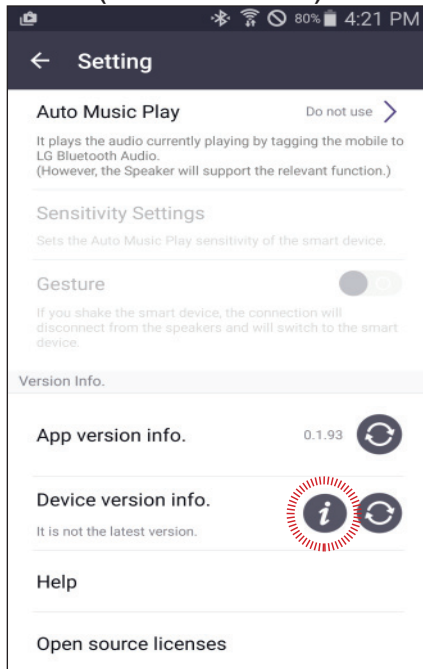 80% 4:21 PM
Setting
Auto Music Play Do not use
It plays the audio currently playing by tagging the mobile to
LG Bluetooth Audio.
(However, the Speaker will support the relevant function.)
Sensitivity Settings
Sets the Auto Music Play sensitivity of the smart device.
Gesture
If you shake the smart device, the connection will
disconnect from the speakers and will switch to the smart
device.
Version Info.
App version info. 0.1.93
Device version info. i
It is not the latest version.
Help
Open source licenses